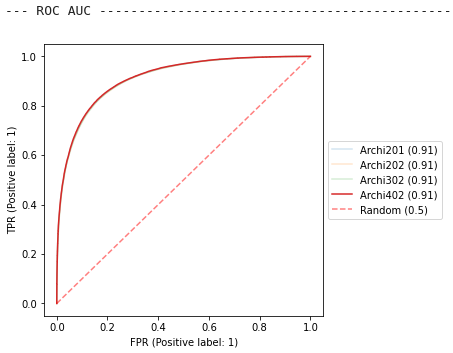 --- ROC AUC ---------------------------------------------
1.0
0.8
0.6
0.4
0.2
0.0
TPR (Positive label: 1)
0.0 0.2 0.4 0.6 0.8 1.0
FPR (Positive label: 1)
Archi201 (0.91)
Archi202 (0.91)
Archi302 (0.91)
Archi402 (0.91)
Random (0.5)